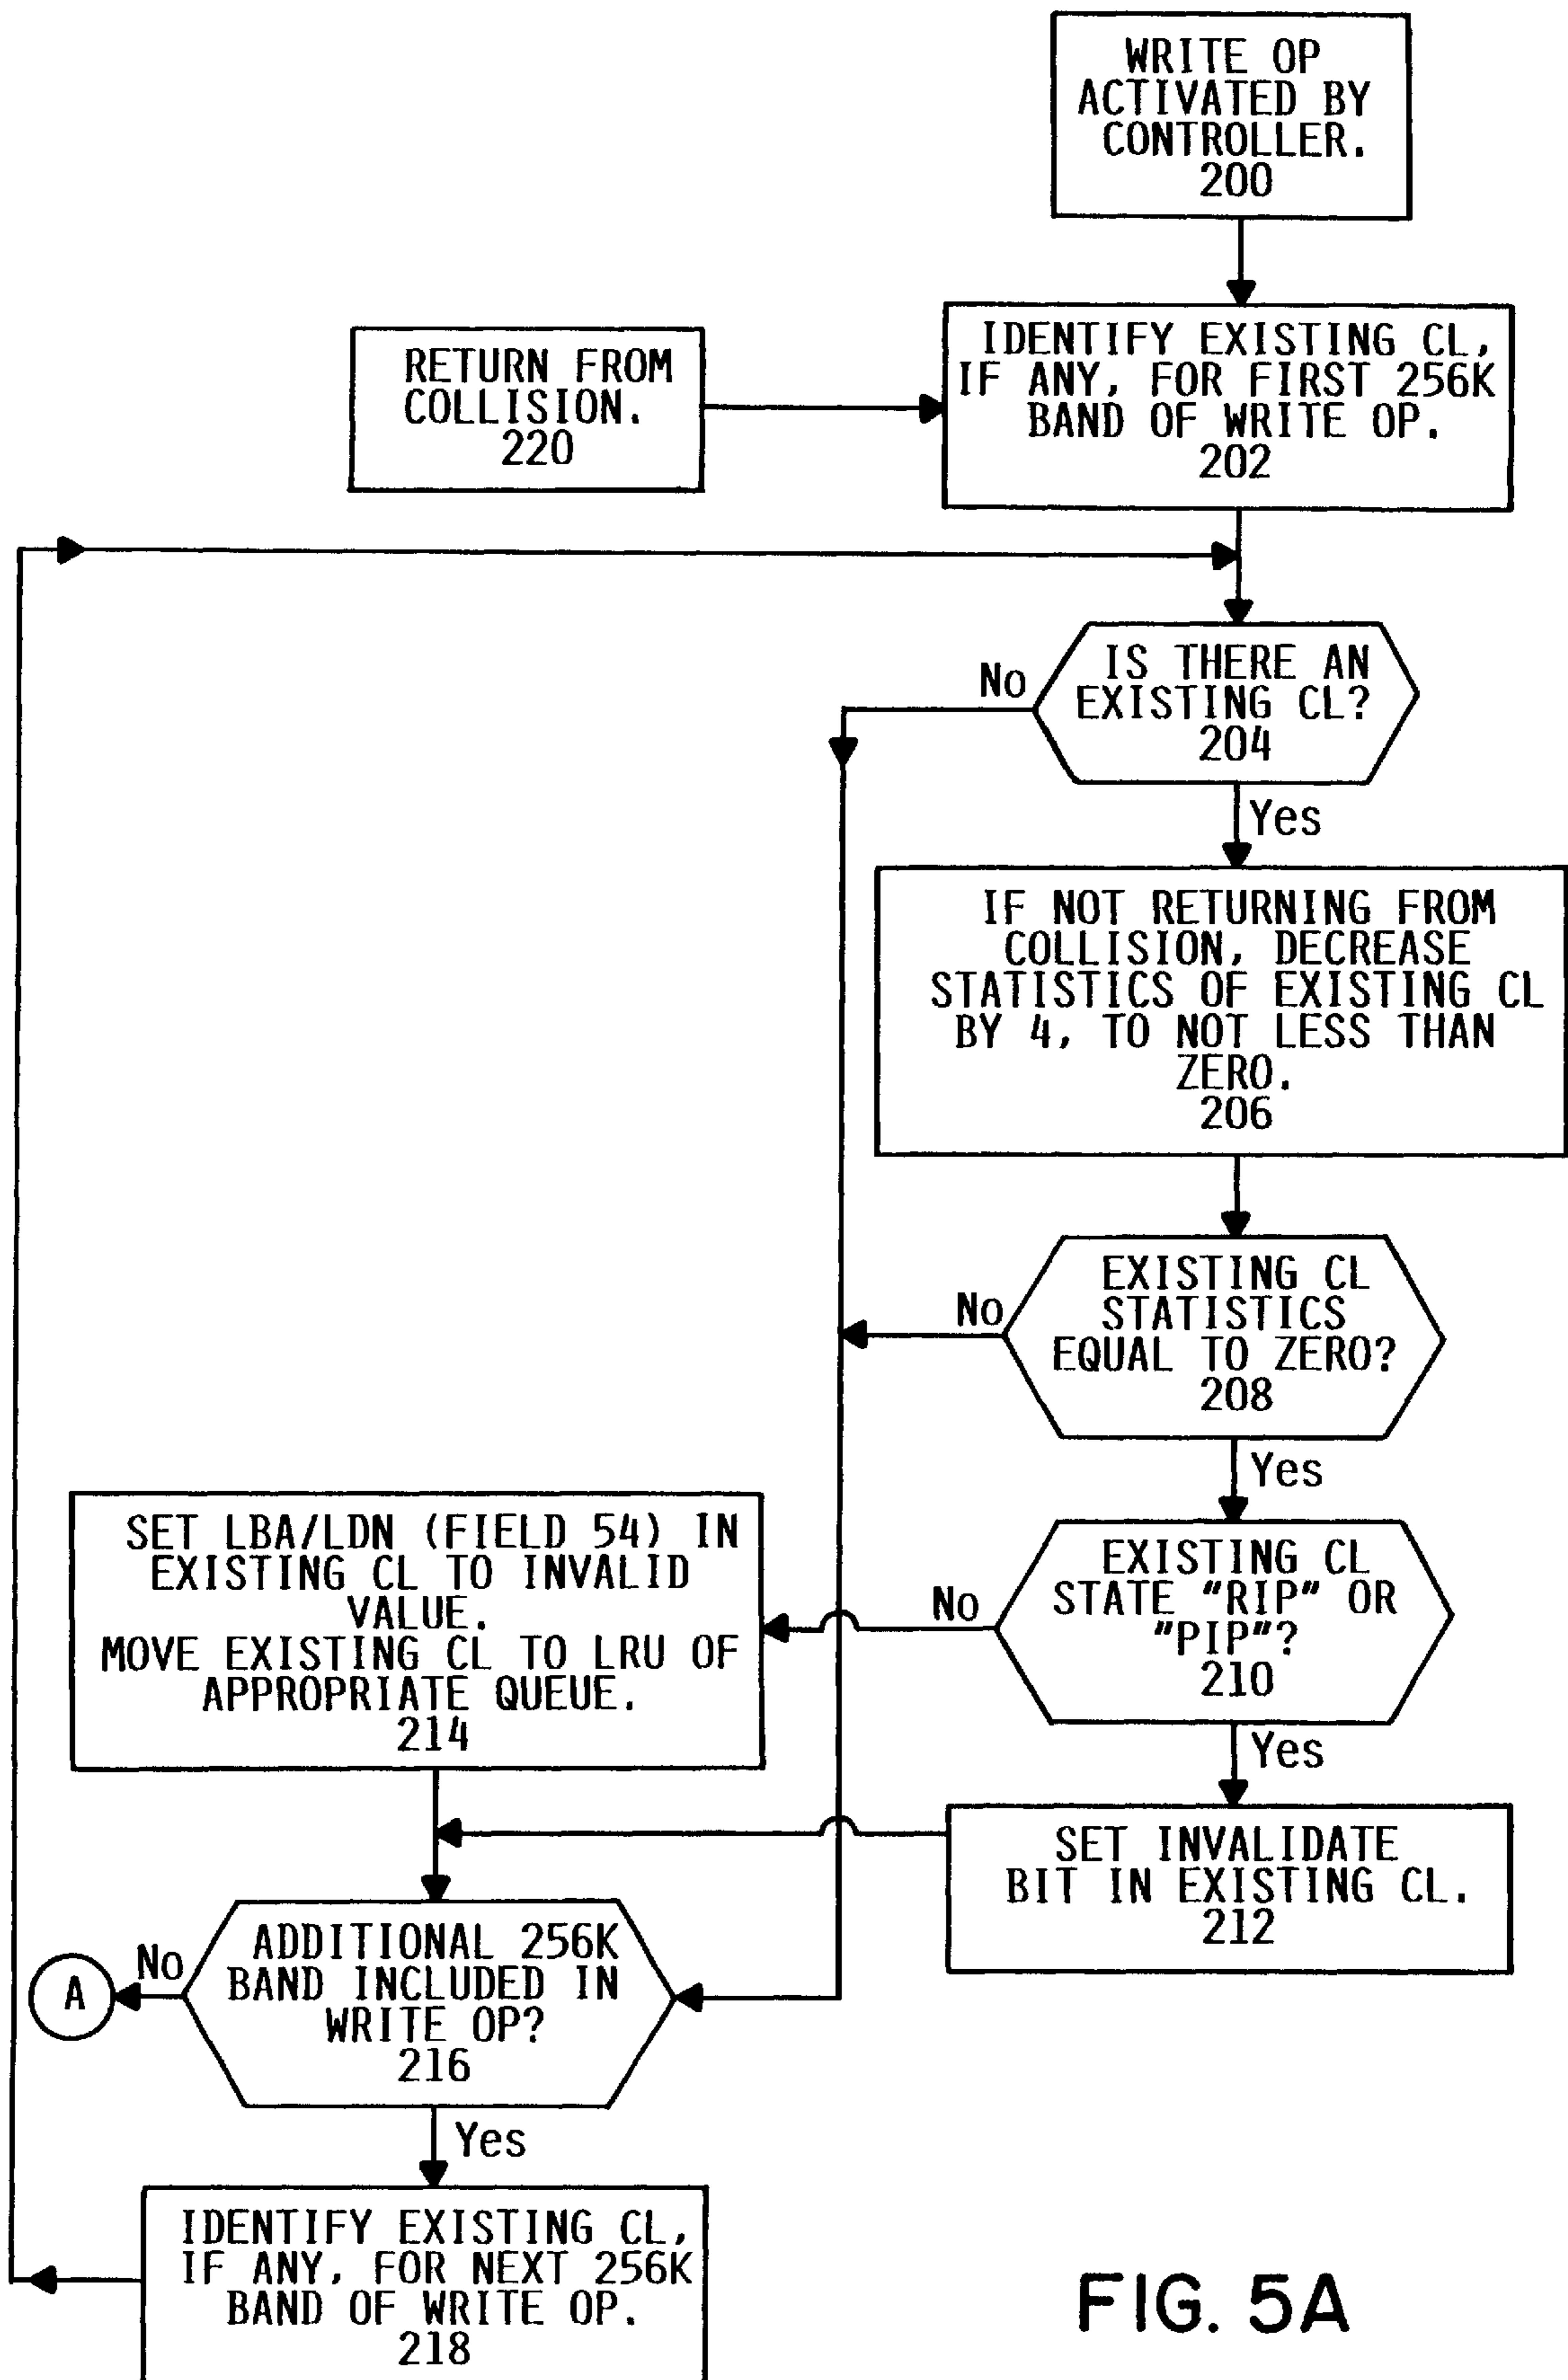 WRITE OP
ACTIVATED BY
CONTROLLER.
200
RETURN FROM
COLLISION.
220
IDENTIFY EXISTING CL,
IF ANY, FOR FIRST 256K
BAND OF WRITE OP.
202
No
IS THERE AN
EXISTING CL?
204
Yes
IF NOT RETURNING FROM
COLLISION, DECREASE
STATISTICS OF EXISTING CL
BY 4, TO NOT LESS THAN
ZERO.
206
No
EXISTING CL
STATISTICS
EQUAL TO ZERO?
208
Yes
SET LBA/LDN (FIELD 54) IN
EXISTING CL TO INVALID
VALUE.
MOVE EXISTING CL TO LRU OF
APPROPRIATE QUEUE.
214
No
EXISTING CL
STATE "RIP" OR
"PIP"?
210
Yes
SET INVALIDATE
BIT IN EXISTING CL.
212
A
No
ADDITIONAL 256K
BAND INCLUDED IN
WRITE OP?
216
Yes
IDENTIFY EXISTING CL,
IF ANY, FOR NEXT 256K
BAND OF WRITE OP.
218
FIG. 5A